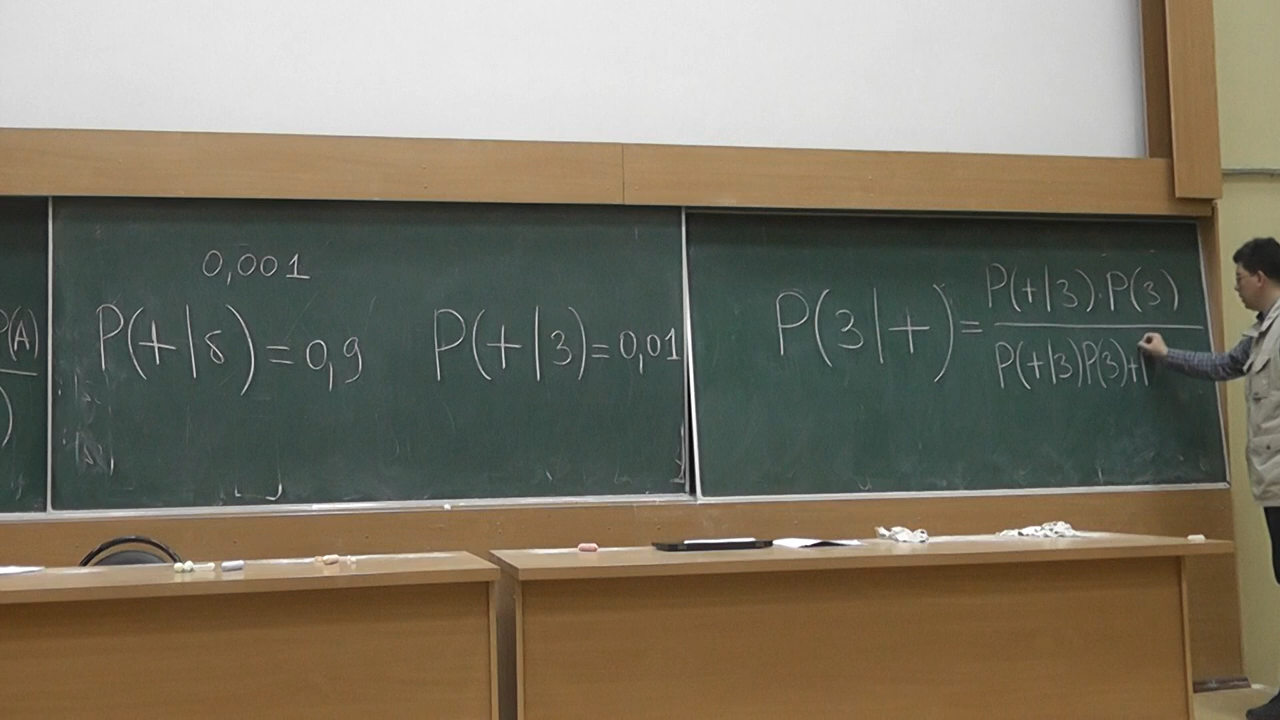 P(A)
)
0,001
P(+|б)=0,9
P(+|з)=0,01
P(з|+)=
P(+|з)·P(з)
P(+|з)P(з)+